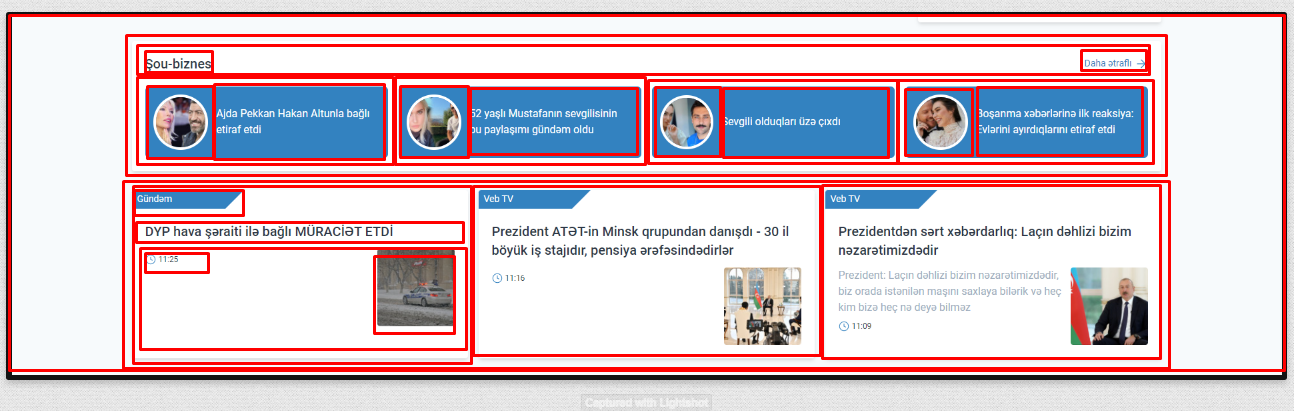 Şou-biznes
Daha ətraflı
Ajda Pekkan Hakan Altunla bağlı
etiraf etdi
52 yaşlı Mustafanın sevgilisinin
bu paylaşımı gündəm oldu
Sevgili olduqları üzə çıxdı
Boşanma xəbərlərinə ilk reaksiya:
Evlərini ayırdıqlarını etiraf etdi
Gündəm
DYP hava şəraiti ilə bağlı MÜRACİƏT ETDİ
11:25
Veb TV
Prezident ATƏT-in Minsk qrupundan danışdı - 30 il
böyük iş stajıdır, pensiya ərəfəsindədirlər
11:16
Veb TV
Prezidentdən sərt xəbərdarlıq: Laçın dəhlizi bizim
nəzarətimizdədir
Prezident: Laçın dəhlizi bizim nəzarətimizdədir,
biz orada istənilən maşını saxlaya bilərik və heç
kim bizə heç nə deyə bilməz
11:09
Captured with Lightshot